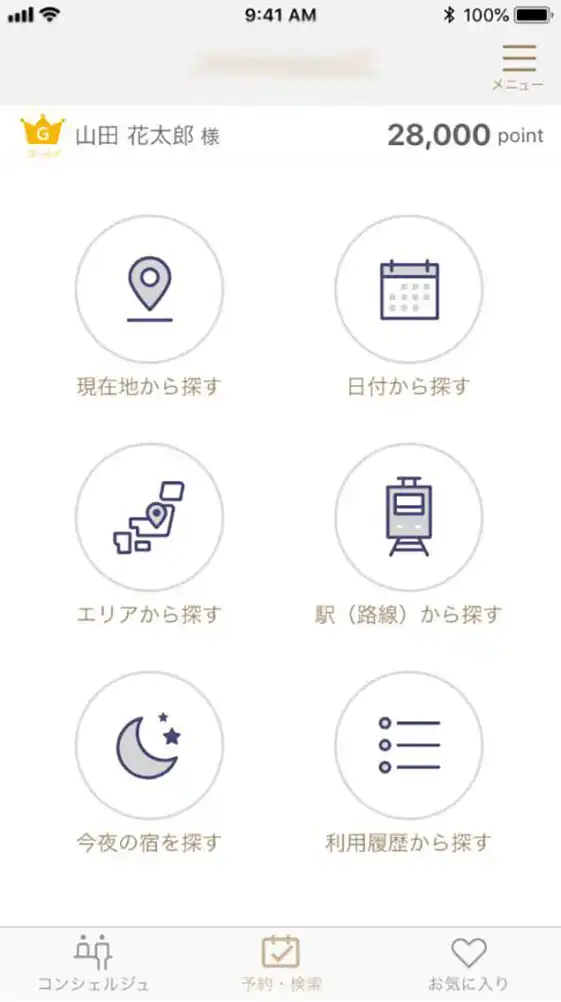 9:41 AM
100%
メニュー
G
山田 花太郎 様
28,000 point
ゴールド
現在地から探す
日付から探す
エリアから探す
駅（路線）から探す
今夜の宿を探す
利用履歴から探す
コンシェルジュ
予約・検索
お気に入り